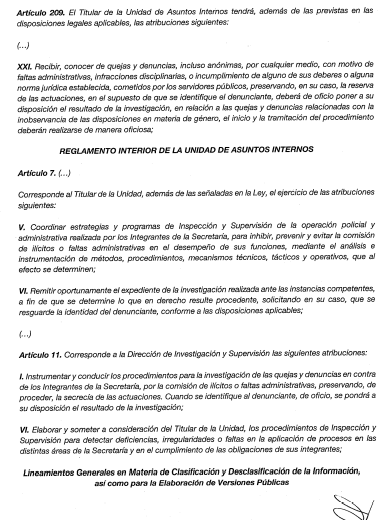 Artículo 209. El Titular de la Unidad de Asuntos Internos tendrá, además de las previstas en las
disposiciones legales aplicables, las atribuciones siguientes:
(...)
XXI. Recibir, conocer de quejas y denuncias, incluso anónimas, por cualquier medio, con motivo de
faltas administrativas, infracciones disciplinarias, o incumplimiento de alguno de sus deberes o alguna
norma jurídica establecida, cometidos por los servidores públicos, preservando, en su caso, la reserva
de las actuaciones, en el supuesto de que se identifique el denunciante, deberá de oficio poner a su
disposición el resultado de la investigación, en relación a las quejas y denuncias relacionadas con la
inobservancia de las disposiciones en materia de género, el inicio y la tramitación del procedimiento
deberán realizarse de manera oficiosa;
REGLAMENTO INTERIOR DE LA UNIDAD DE ASUNTOS INTERNOS
Artículo 7. (...)
Corresponde al Titular de la Unidad, además de las señaladas en la Ley, el ejercicio de las atribuciones
siguientes:
V. Coordinar estrategias y programas de Inspección y Supervisión de la operación policial y
administrativa realizada por los Integrantes de la Secretaría, para inhibir, prevenir y evitar la comisión
de ilícitos o faltas administrativas en el desempeño de sus funciones, mediante el análisis e
instrumentación de métodos, procedimientos, mecanismos técnicos, tácticos y operativos, que al
efecto se determinen;
VI. Remitir oportunamente el expediente de la investigación realizada ante las instancias competentes,
a fin de que se determine lo que en derecho resulte procedente, solicitando en su caso, que se
resguarde la identidad del denunciante, conforme a las disposiciones aplicables;
(...)
Artículo 11. Corresponde a la Dirección de Investigación y Supervisión las siguientes atribuciones:
I. Instrumentar y conducir los procedimientos para la investigación de las quejas y denuncias en contra
de los Integrantes de la Secretaría, por la comisión de ilícitos o faltas administrativas, preservando, de
proceder, la secrecía de las actuaciones. Cuando se identifique al denunciante, de oficio, se pondrá a
su disposición el resultado de la investigación;
VI. Elaborar y someter a consideración del Titular de la Unidad, los procedimientos de Inspección y
Supervisión para detectar deficiencias, irregularidades o faltas en la aplicación de procesos en las
distintas áreas de la Secretaría y en el cumplimiento de las obligaciones de sus integrantes;
Lineamientos Generales en Materia de Clasificación y Desclasificación de la Información,
así como para la Elaboración de Versiones Públicas